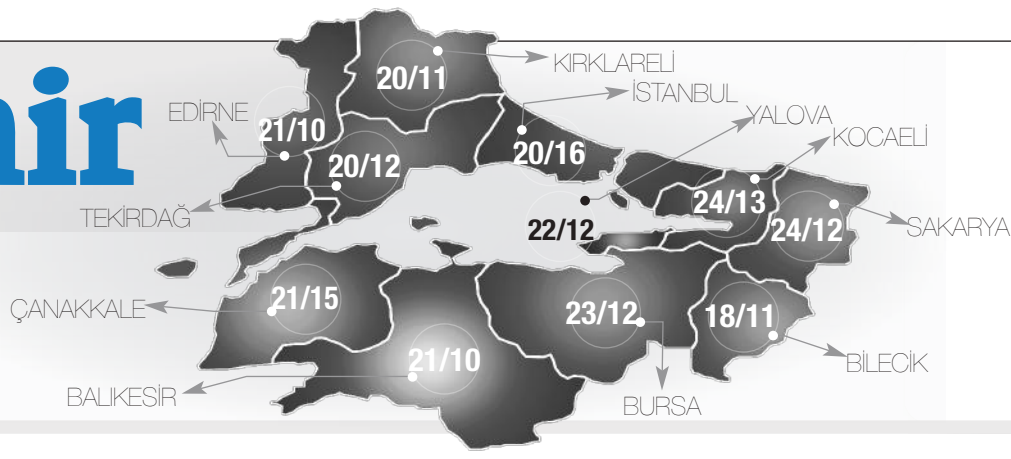 KIRKLARELİ
20/11
İSTANBUL
20/16
YALOVA
22/12
KOCAELİ
24/13
EDİRNE
21/10
TEKİRDAĞ
20/12
SAKARYA
24/12
ÇANAKKALE
21/15
BALIKESİR
21/10
BURSA
23/12
BİLECİK
18/11